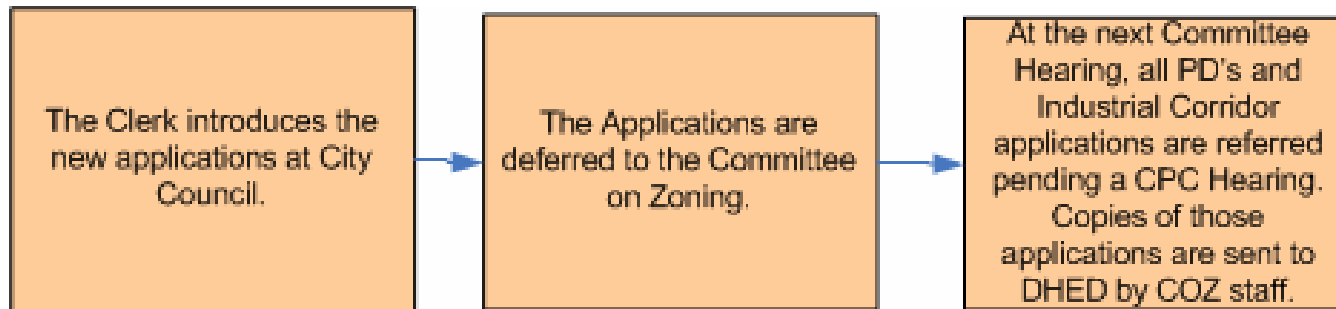 The Clerk introduces the
new applications at City
Council.
The Applications are
deferred to the Committee
on Zoning.
At the next Committee
Hearing, all PD's and
Industrial Corridor
applications are referred
pending a CPC Hearing.
Copies of those
applications are sent to
DHED by COZ staff.